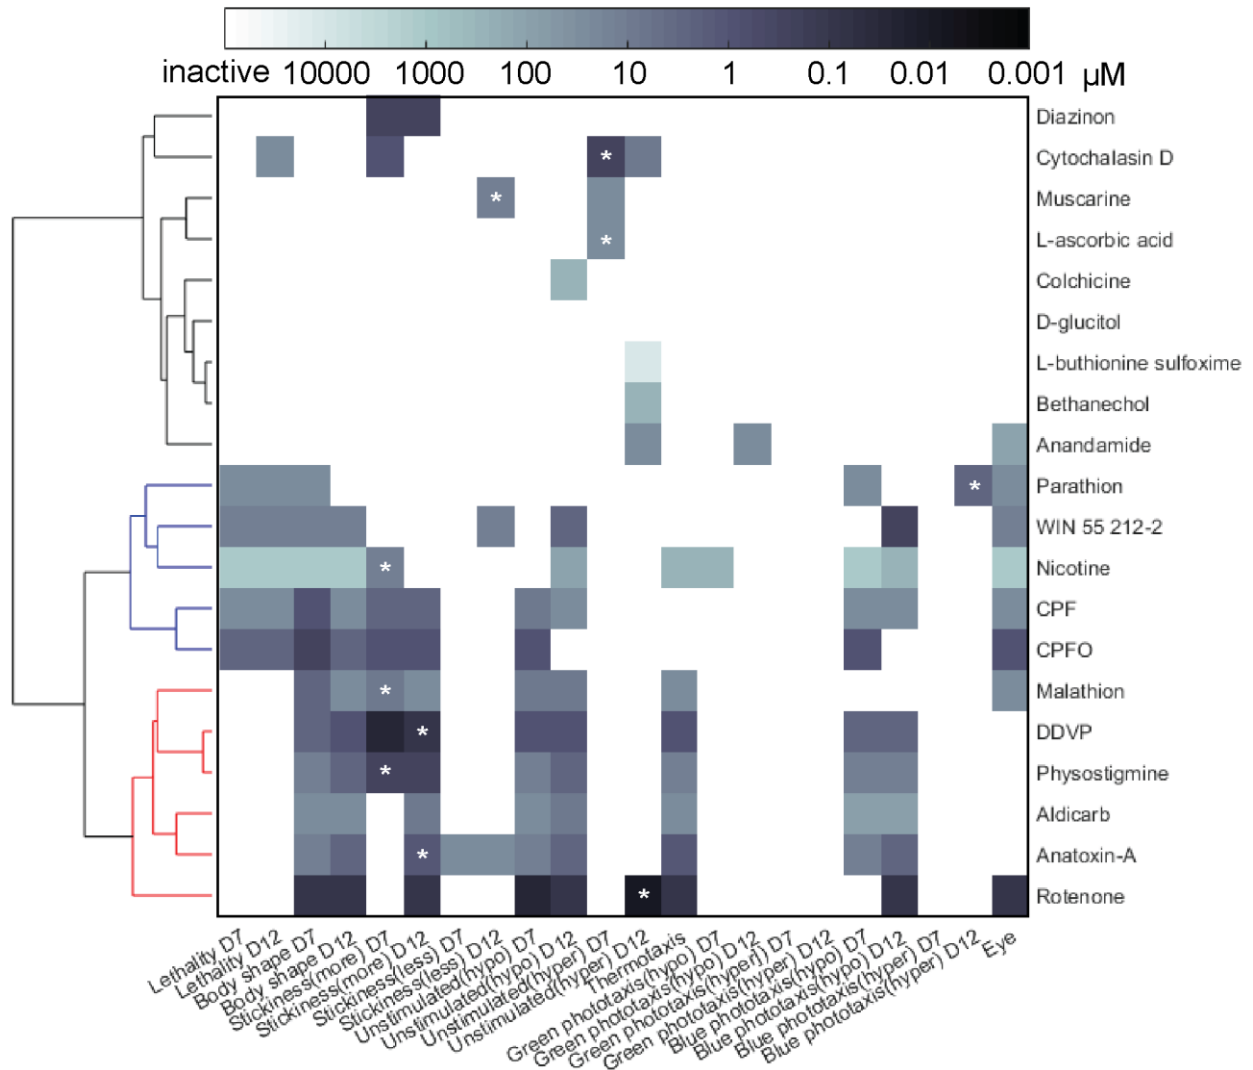 inactive 10000 1000 100 10 1 0.1 0.01 0.001 µM
Diazinon
Cytochalasin D
*
Muscarine
*
L-ascorbic acid
*
Colchicine
D-glucitol
L-buthionine sulfoxime
Bethanechol
Anandamide
Parathion
*
WIN 55 212-2
Nicotine
*
CPF
CPFO
Malathion
*
DDVP
*
Physostigmine
*
Aldicarb
Anatoxin-A
*
Rotenone
*
Lethality D7
Lethality D12
Body shape D7
Body shape D12
Stickiness(more) D7
Stickiness(more) D12
Stickiness(less) D7
Stickiness(less) D12
Unstimulated(hypo) D7
Unstimulated(hypo) D12
Unstimulated(hyper) D7
Unstimulated(hyper) D12
Thermotaxis
Green phototaxis(hypo) D7
Green phototaxis(hypo) D12
Green phototaxis(hyper)) D7
Green phototaxis(hyper) D12
Blue phototaxis(hypo) D7
Blue phototaxis(hypo) D12
Blue phototaxis(hyper) D7
Blue phototaxis(hyper) D12
Eye